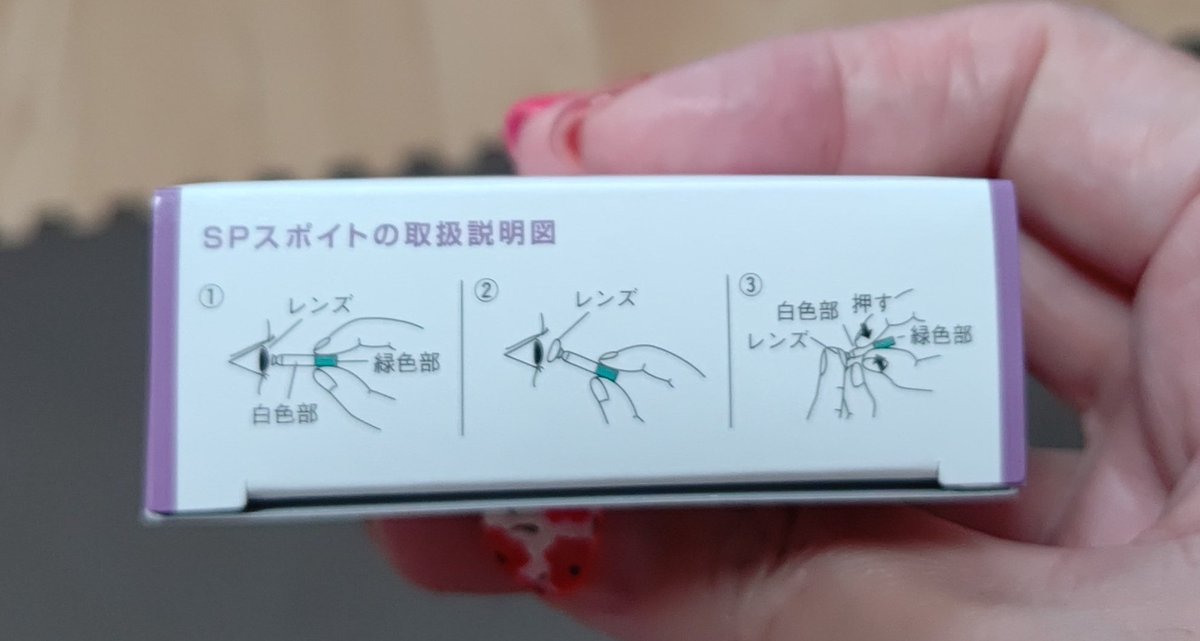 SPスポイトの取扱説明図
①
レンズ
緑色部
白色部
②
レンズ
③
白色部 押す
レンズ 緑色部